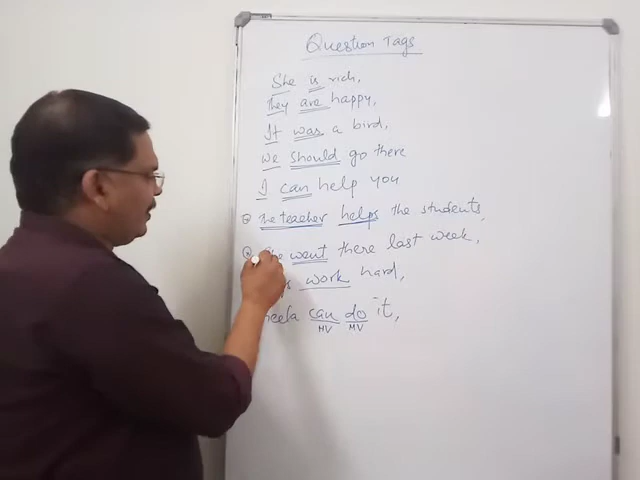 Question Tags
She is rich,
They are happy,
It was a bird,
We should go there
I can help you
The teacher helps the students,
went there last week,
work hard,
can do it,
HV MV